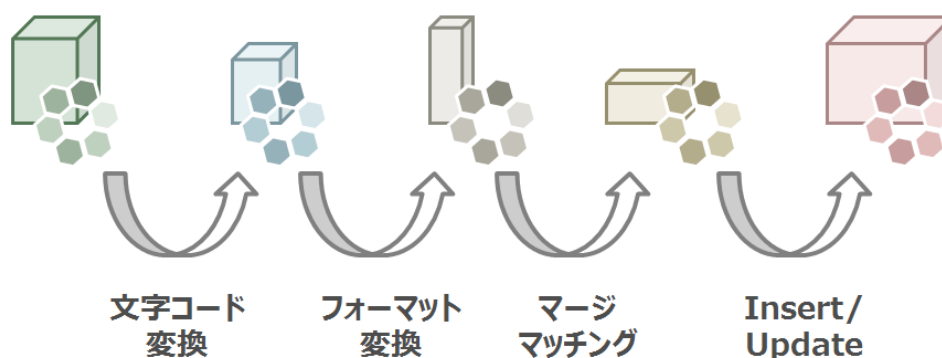 文字コード
変換
フォーマット
変換
マージ
マッチング
Insert/
Update